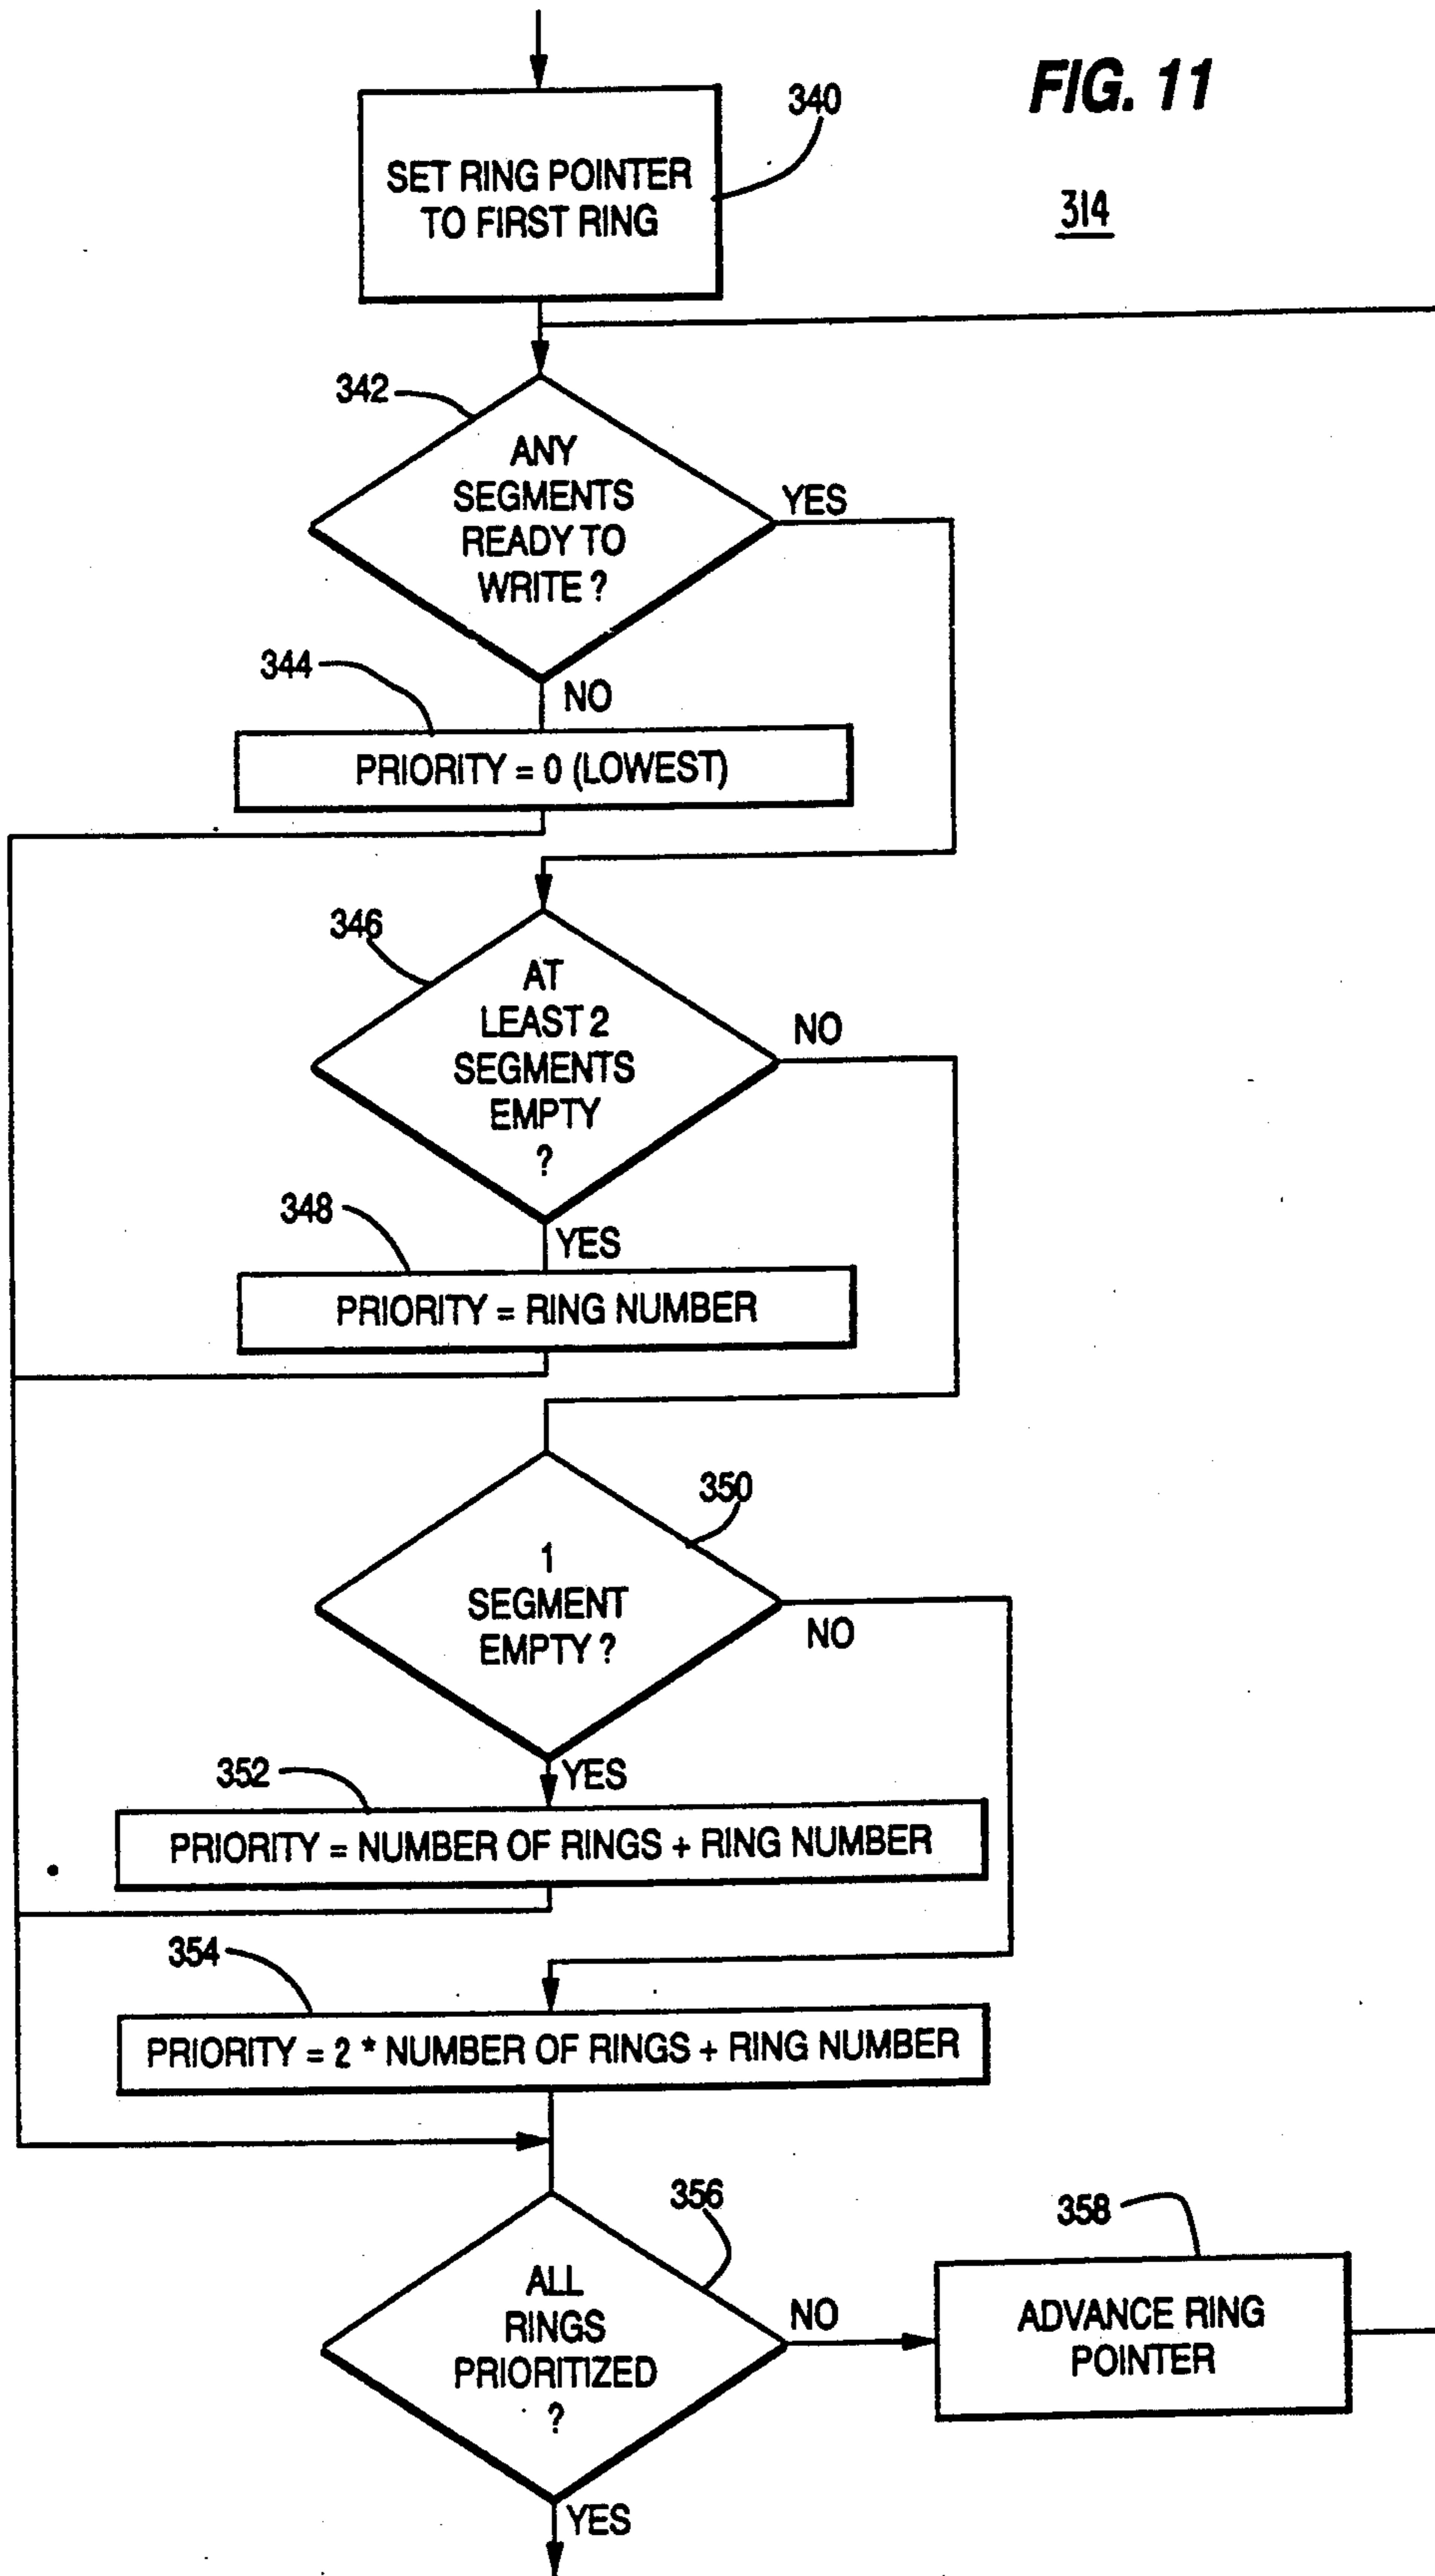 FIG. 11
314
340
SET RING POINTER
TO FIRST RING
342
ANY
SEGMENTS
READY TO
WRITE ?
YES
NO
344
PRIORITY = 0 (LOWEST)
346
AT
LEAST 2
SEGMENTS
EMPTY
?
NO
YES
348
PRIORITY = RING NUMBER
350
1
SEGMENT
EMPTY ?
NO
YES
352
PRIORITY = NUMBER OF RINGS + RING NUMBER
354
PRIORITY = 2 * NUMBER OF RINGS + RING NUMBER
356
ALL
RINGS
PRIORITIZED
?
NO
YES
358
ADVANCE RING
POINTER